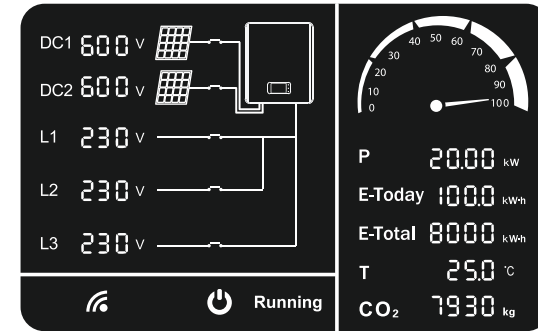 DC1 600 V
DC2 600 V
L1 230 V
L2 230 V
L3 230 V
Running
0
10
20
30
40
50
60
70
80
90
100
P 20.00 kW
E-Today 100.0 kW·h
E-Total 8000 kW·h
T 25.0 °C
CO₂ 7930 kg